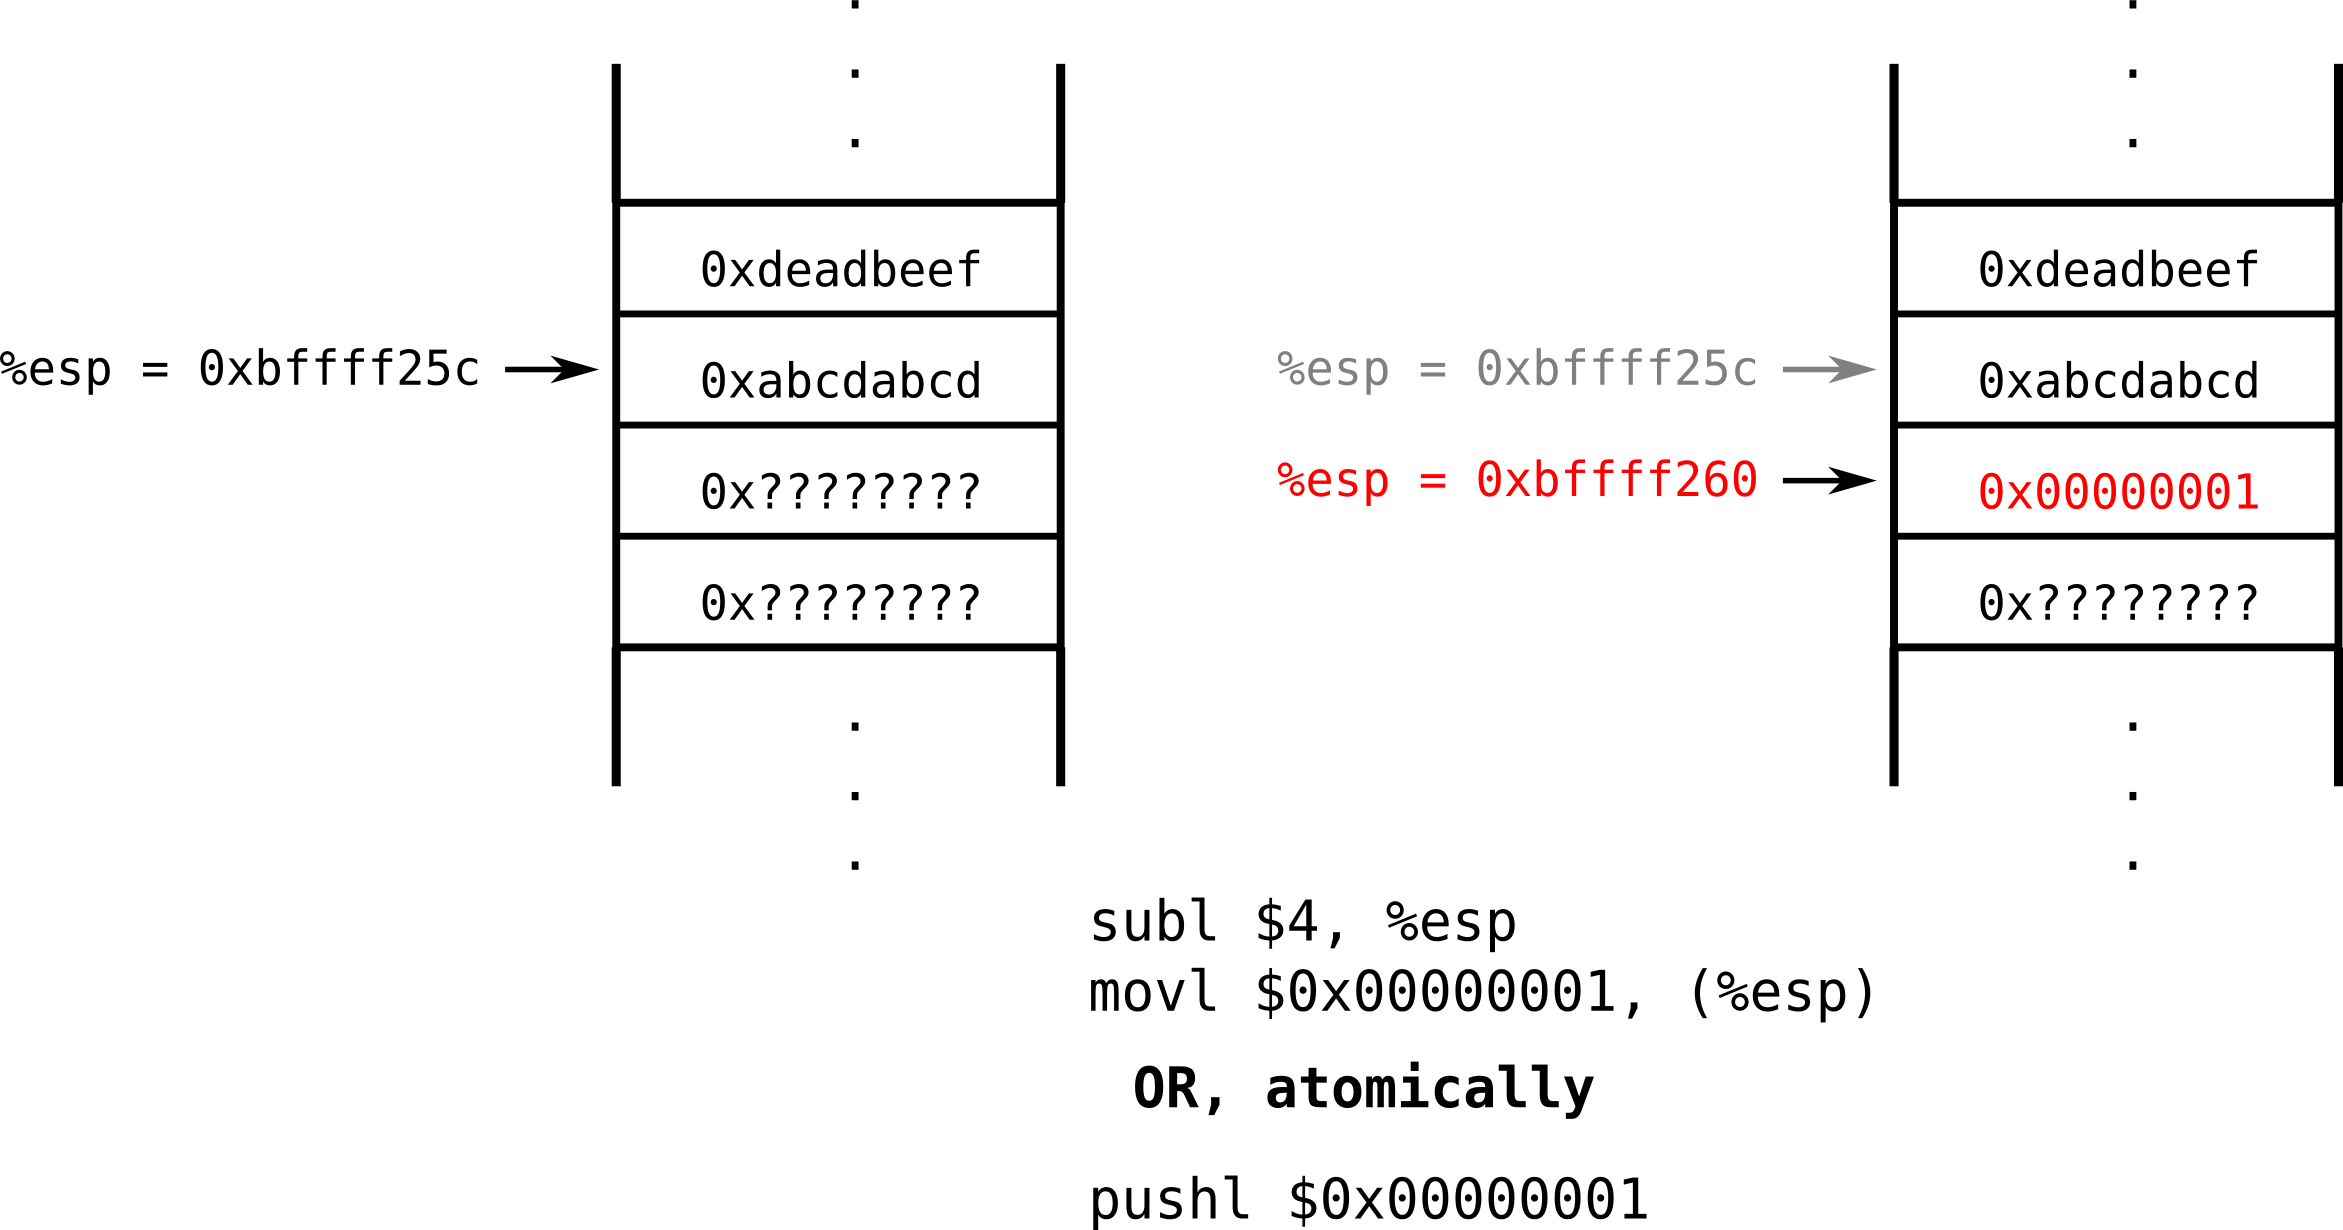 0xdeadbeef
%esp = 0xbffff25c
0xabcdabcd
0x????????
0x????????
0xdeadbeef
%esp = 0xbffff25c
0xabcdabcd
%esp = 0xbffff260
0x00000001
0x????????
subl $4, %esp
movl $0x00000001, (%esp)
OR, atomically
pushl $0x00000001